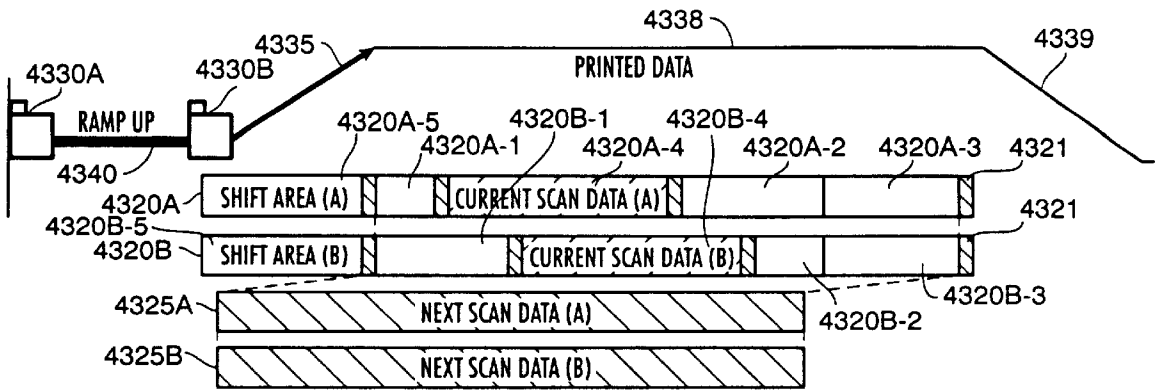 4335
4338
4339
4330A
4330B
PRINTED DATA
RAMP UP
4320A-5
4320B-1
4320B-4
4320A-1
4320A-4
4320A-2
4320A-3
4321
4340
4320A
SHIFT AREA (A)
CURRENT SCAN DATA (A)
4320B-5
4321
4320B
SHIFT AREA (B)
CURRENT SCAN DATA (B)
4325A
NEXT SCAN DATA (A)
4320B-3
4320B-2
4325B
NEXT SCAN DATA (B)